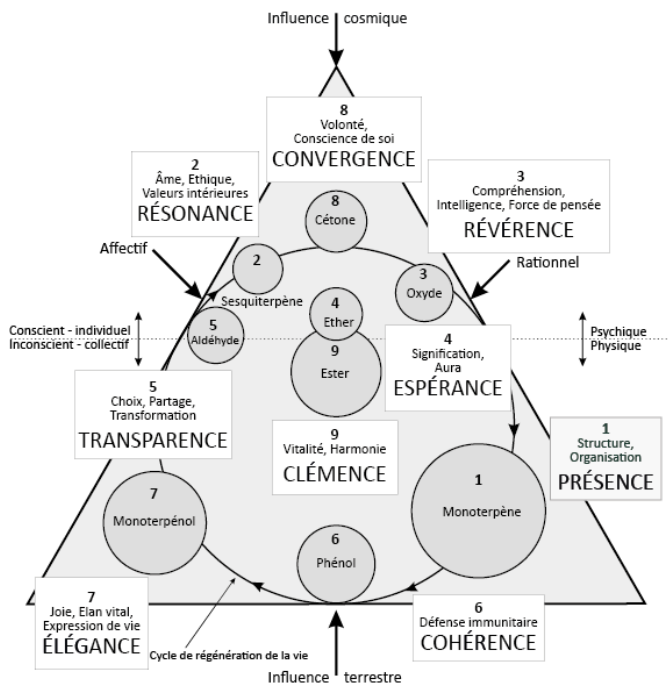 Influence cosmique
8
Volonté,
Conscience de soi
CONVERGENCE
2
Âme, Ethique,
Valeurs intérieures
RÉSONANCE
3
Compréhension,
Intelligence, Force de pensée
RÉVÉRENCE
8
Cétone
Affectif
Rationnel
2
Sesquiterpène
3
Oxyde
4
Ether
5
Aldéhyde
Conscient - individuel
Inconscient - collectif
Psychique
Physique
9
Ester
4
Signification,
Aura
ESPÉRANCE
5
Choix, Partage,
Transformation
TRANSPARENCE
9
Vitalité, Harmonie
CLÉMENCE
1
Structure,
Organisation
PRÉSENCE
7
Monoterpénol
1
Monoterpène
6
Phénol
7
Joie, Elan vital,
Expression de vie
ÉLÉGANCE
Cycle de régénération de la vie
6
Défense immunitaire
COHÉRENCE
Influence terrestre